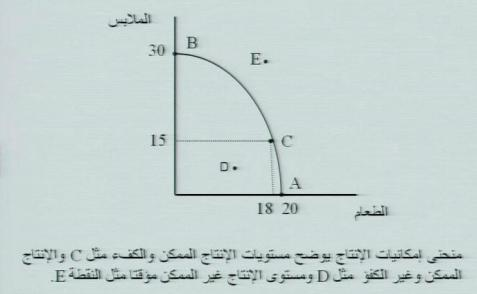 الملابس
30
B
E
15
C
D
A
18 20
الطعام
منحنى إمكانيات الإنتاج يوضح مستويات الإنتاج الممكن والكفء مثل C والإنتاج
الممكن وغير الكفؤ مثل D ومستوى الإنتاج غير الممكن مؤقتا مثل النقطة E.